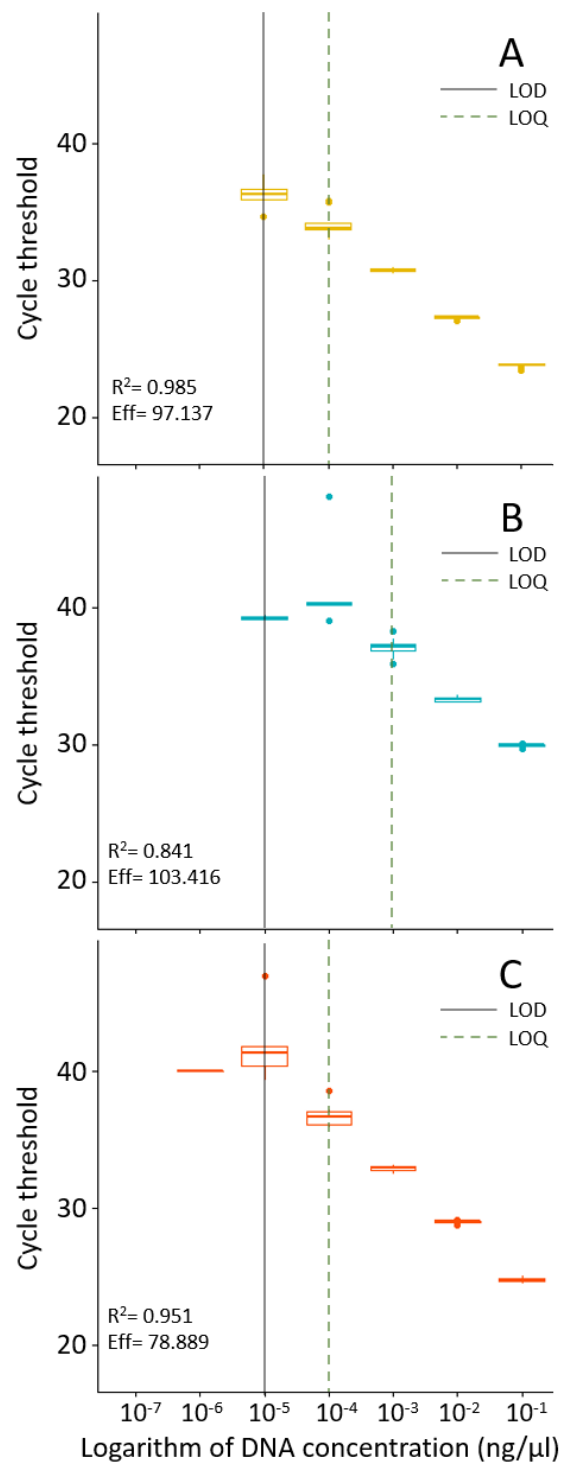 A
LOD
LOQ
40
30
20
Cycle threshold
R²= 0.985
Eff= 97.137
B
LOD
LOQ
40
30
20
Cycle threshold
R²= 0.841
Eff= 103.416
C
LOD
LOQ
40
30
20
Cycle threshold
R²= 0.951
Eff= 78.889
10⁻⁷ 10⁻⁶ 10⁻⁵ 10⁻⁴ 10⁻³ 10⁻² 10⁻¹
Logarithm of DNA concentration (ng/µl)